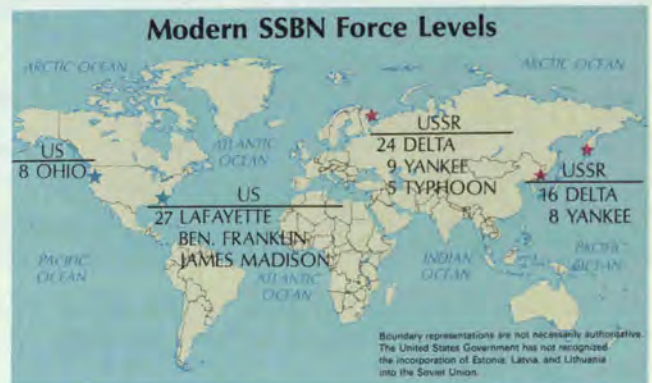 Modern SSBN Force Levels
ARCTIC OCEAN
ARCTIC OCEAN
US
8 OHIO
ATLANTIC
OCEAN
USSR
24 DELTA
9 YANKEE
5 TYPHOON
USSR
16 DELTA
8 YANKEE
US
27 LAFAYETTE
BEN. FRANKLIN
JAMES MADISON
PACIFIC
OCEAN
ATLANTIC
OCEAN
INDIAN
OCEAN
PACIFIC
OCEAN
Boundary representations are not necessarily authoritative.
The United States Government has not recognized
the incorporation of Estonia, Latvia, and Lithuania
into the Soviet Union.